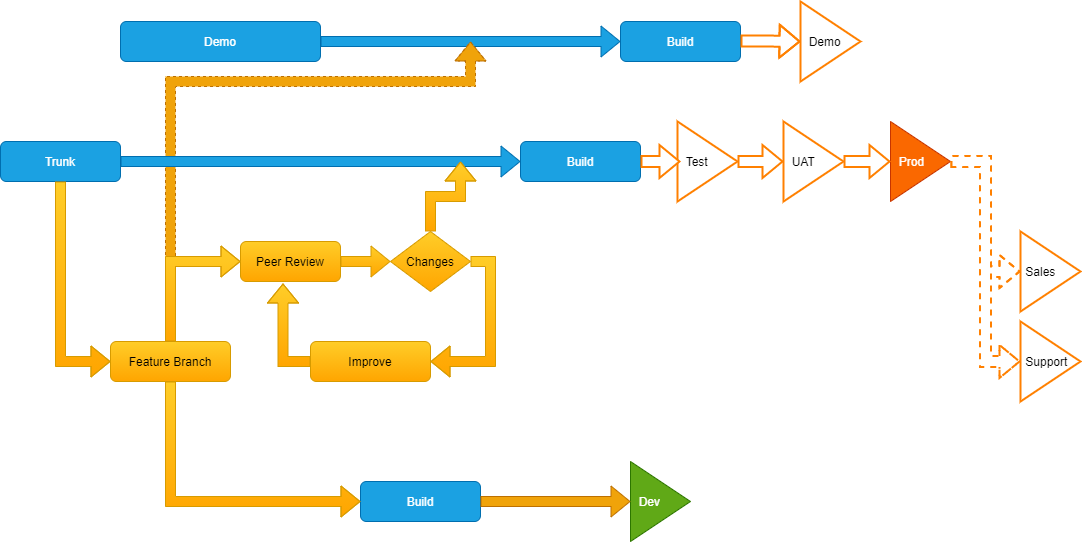 Demo
Build
Demo
Trunk
Build
Test
UAT
Prod
Peer Review
Changes
Sales
Feature Branch
Improve
Support
Build
Dev